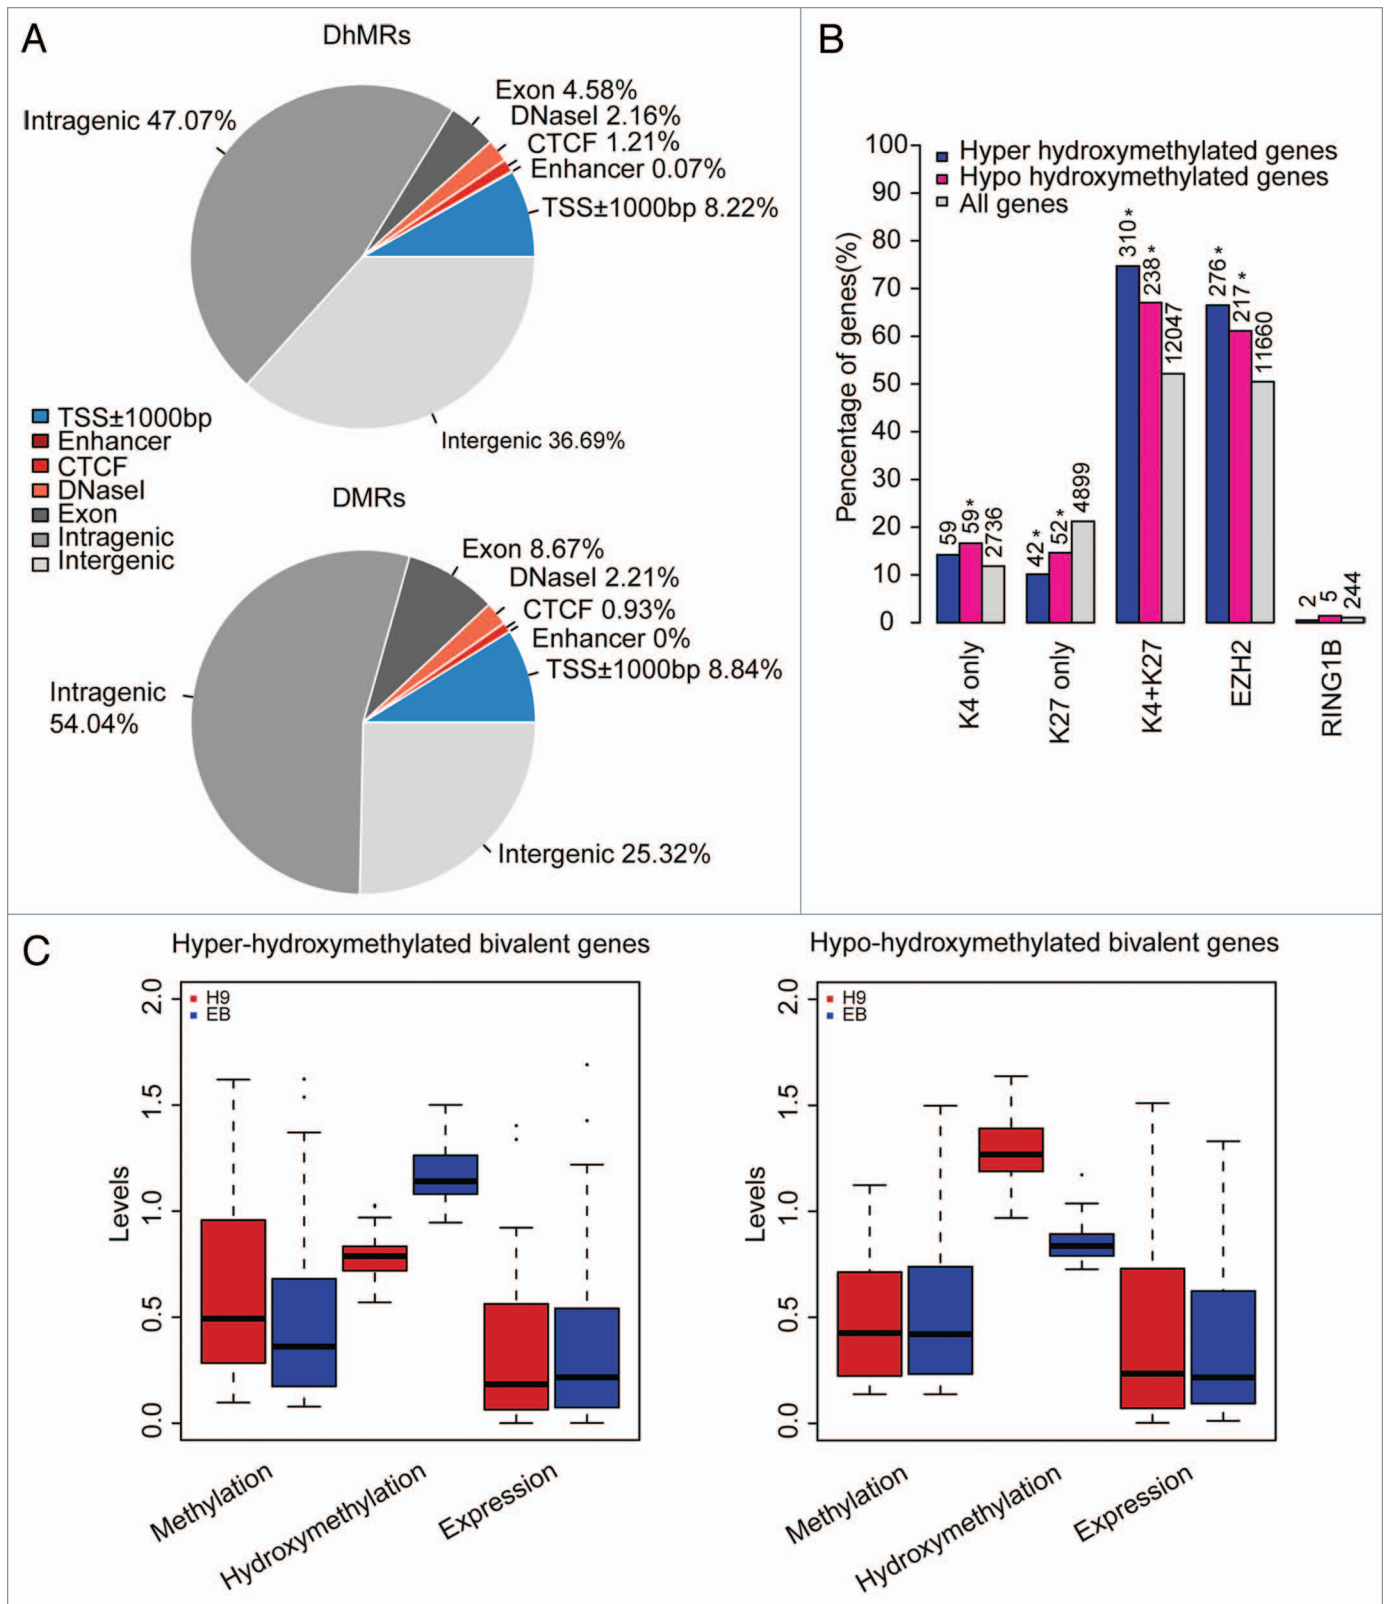 A
DhMRs
Exon 4.58%
DNaseI 2.16%
Intragenic 47.07%
CTCF 1.21%
Enhancer 0.07%
TSS±1000bp 8.22%
Intergenic 36.69%
TSS±1000bp
Enhancer
CTCF
DNaseI
Exon
Intragenic
Intergenic
DMRs
Exon 8.67%
DNaseI 2.21%
CTCF 0.93%
Enhancer 0%
TSS±1000bp 8.84%
Intragenic
54.04%
Intergenic 25.32%
B
Pencentage of genes(%)
100
90
80
70
60
50
40
30
20
10
0
Hyper hydroxymethylated genes
Hypo hydroxymethylated genes
All genes
59
59*
2736
42*
52*
4899
310*
238*
12047
276*
217*
11660
2
5
244
K4 only
K27 only
K4+K27
EZH2
RING1B
C
Hyper-hydroxymethylated bivalent genes
H9
EB
Levels
2.0
1.5
1.0
0.5
0.0
Methylation
Hydroxymethylation
Expression
Hypo-hydroxymethylated bivalent genes
H9
EB
Levels
2.0
1.5
1.0
0.5
0.0
Methylation
Hydroxymethylation
Expression